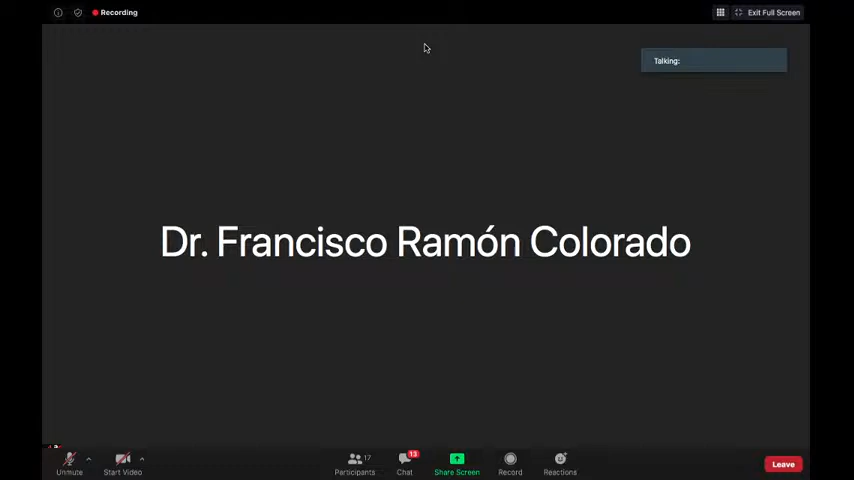 Recording
Exit Full Screen
Talking:
Dr. Francisco Ramón Colorado
Unmute
Start Video
Participants 17
Chat 13
Share Screen
Record
Reactions
Leave